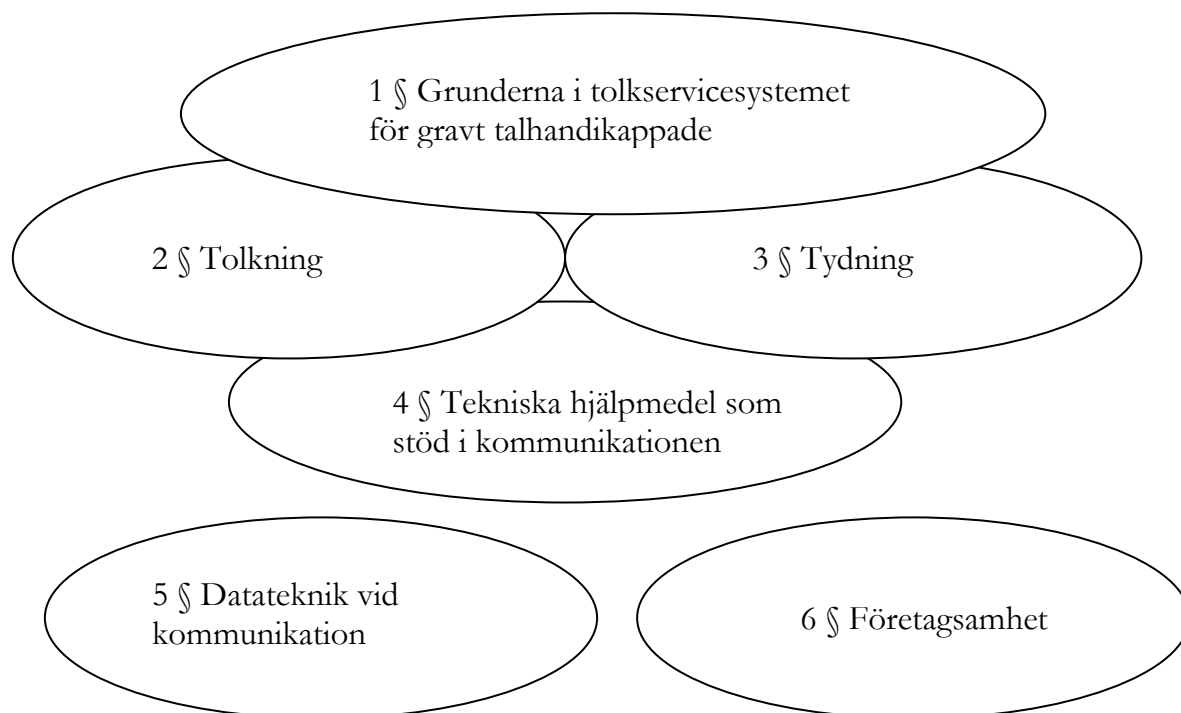 1 § Grunderna i tolkservicesystemet
för gravt talhandikappade
2 § Tolkning
3 § Tydning
4 § Tekniska hjälpmedel som
stöd i kommunikationen
5 § Datateknik vid
kommunikation
6 § Företagsamhet